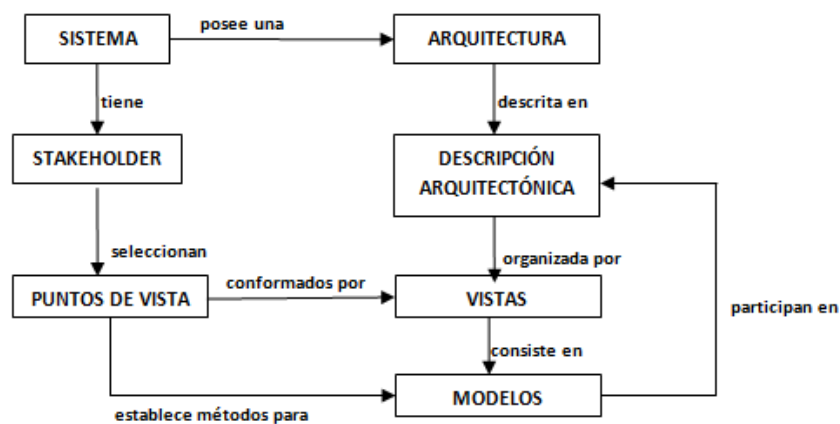 SISTEMA
posee una
ARQUITECTURA
tiene
descrita en
STAKEHOLDER
DESCRIPCIÓN
ARQUITECTÓNICA
seleccionan
organizada por
PUNTOS DE VISTA
conformados por
VISTAS
participan en
consiste en
MODELOS
establece métodos para